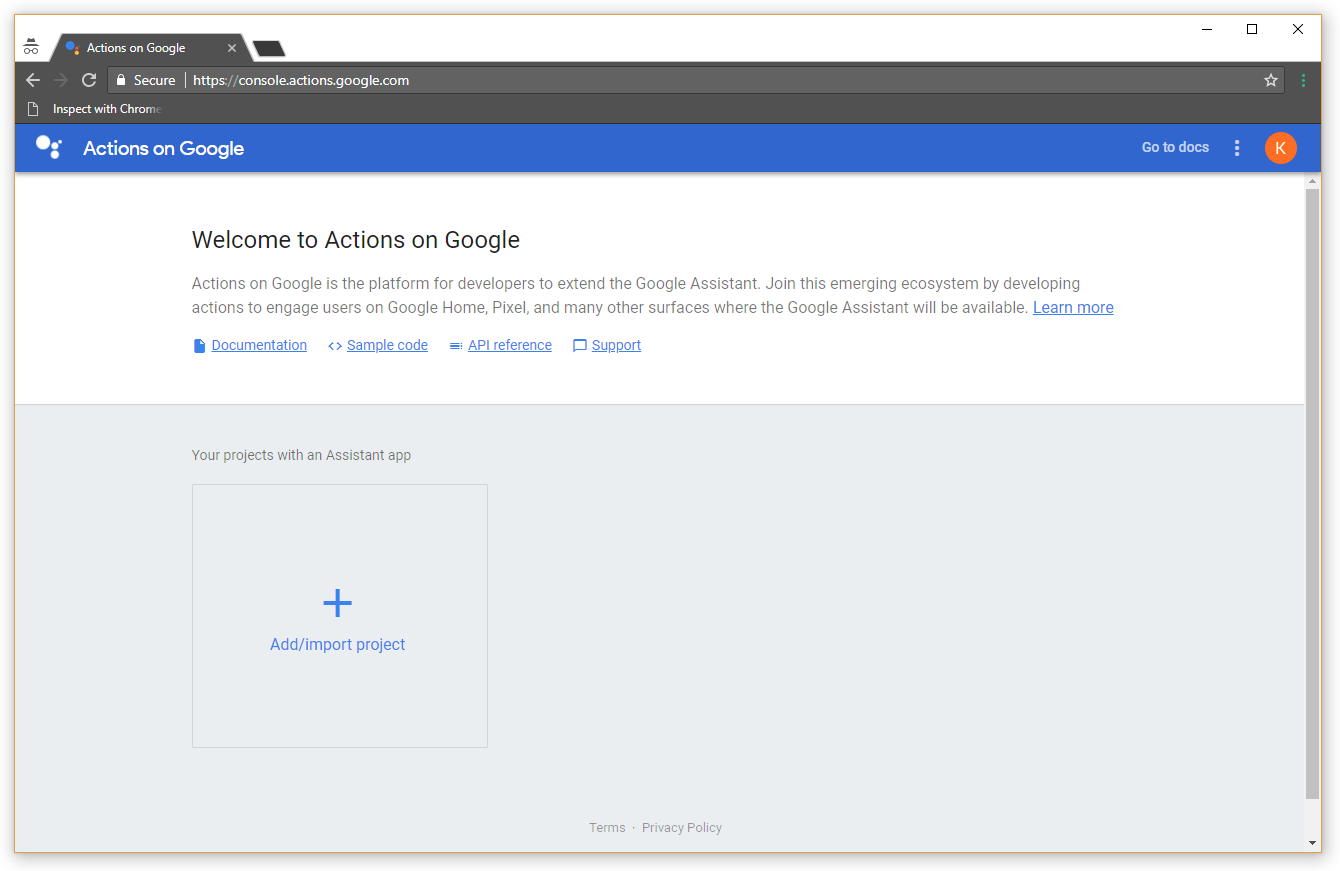 Actions on Google
Secure https://console.actions.google.com
Inspect with Chrome
Actions on Google
Go to docs
K
Welcome to Actions on Google
Actions on Google is the platform for developers to extend the Google Assistant. Join this emerging ecosystem by developing
actions to engage users on Google Home, Pixel, and many other surfaces where the Google Assistant will be available. Learn more
Documentation
Sample code
API reference
Support
Your projects with an Assistant app
Add/import project
Terms · Privacy Policy